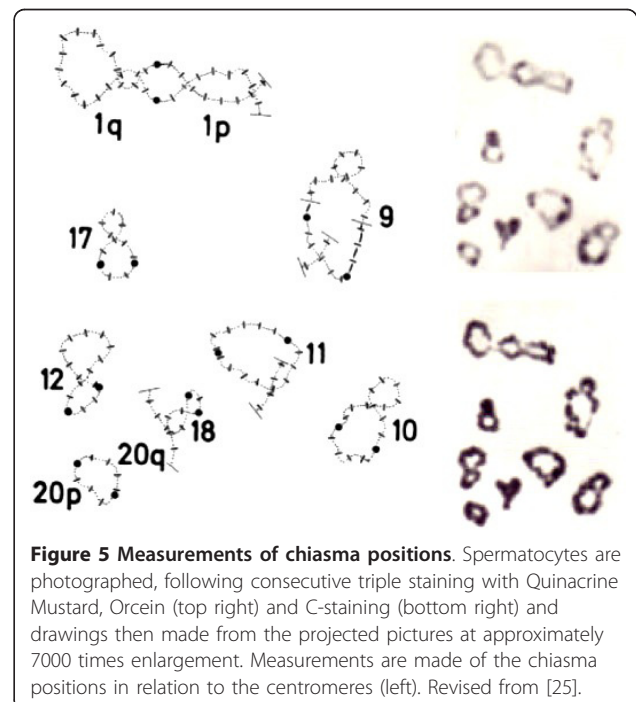 1q
1p
17
9
12
11
18
10
20q
20p
Figure 5 Measurements of chiasma positions. Spermatocytes are
photographed, following consecutive triple staining with Quinacrine
Mustard, Orcein (top right) and C-staining (bottom right) and
drawings then made from the projected pictures at approximately
7000 times enlargement. Measurements are made of the chiasma
positions in relation to the centromeres (left). Revised from [25].